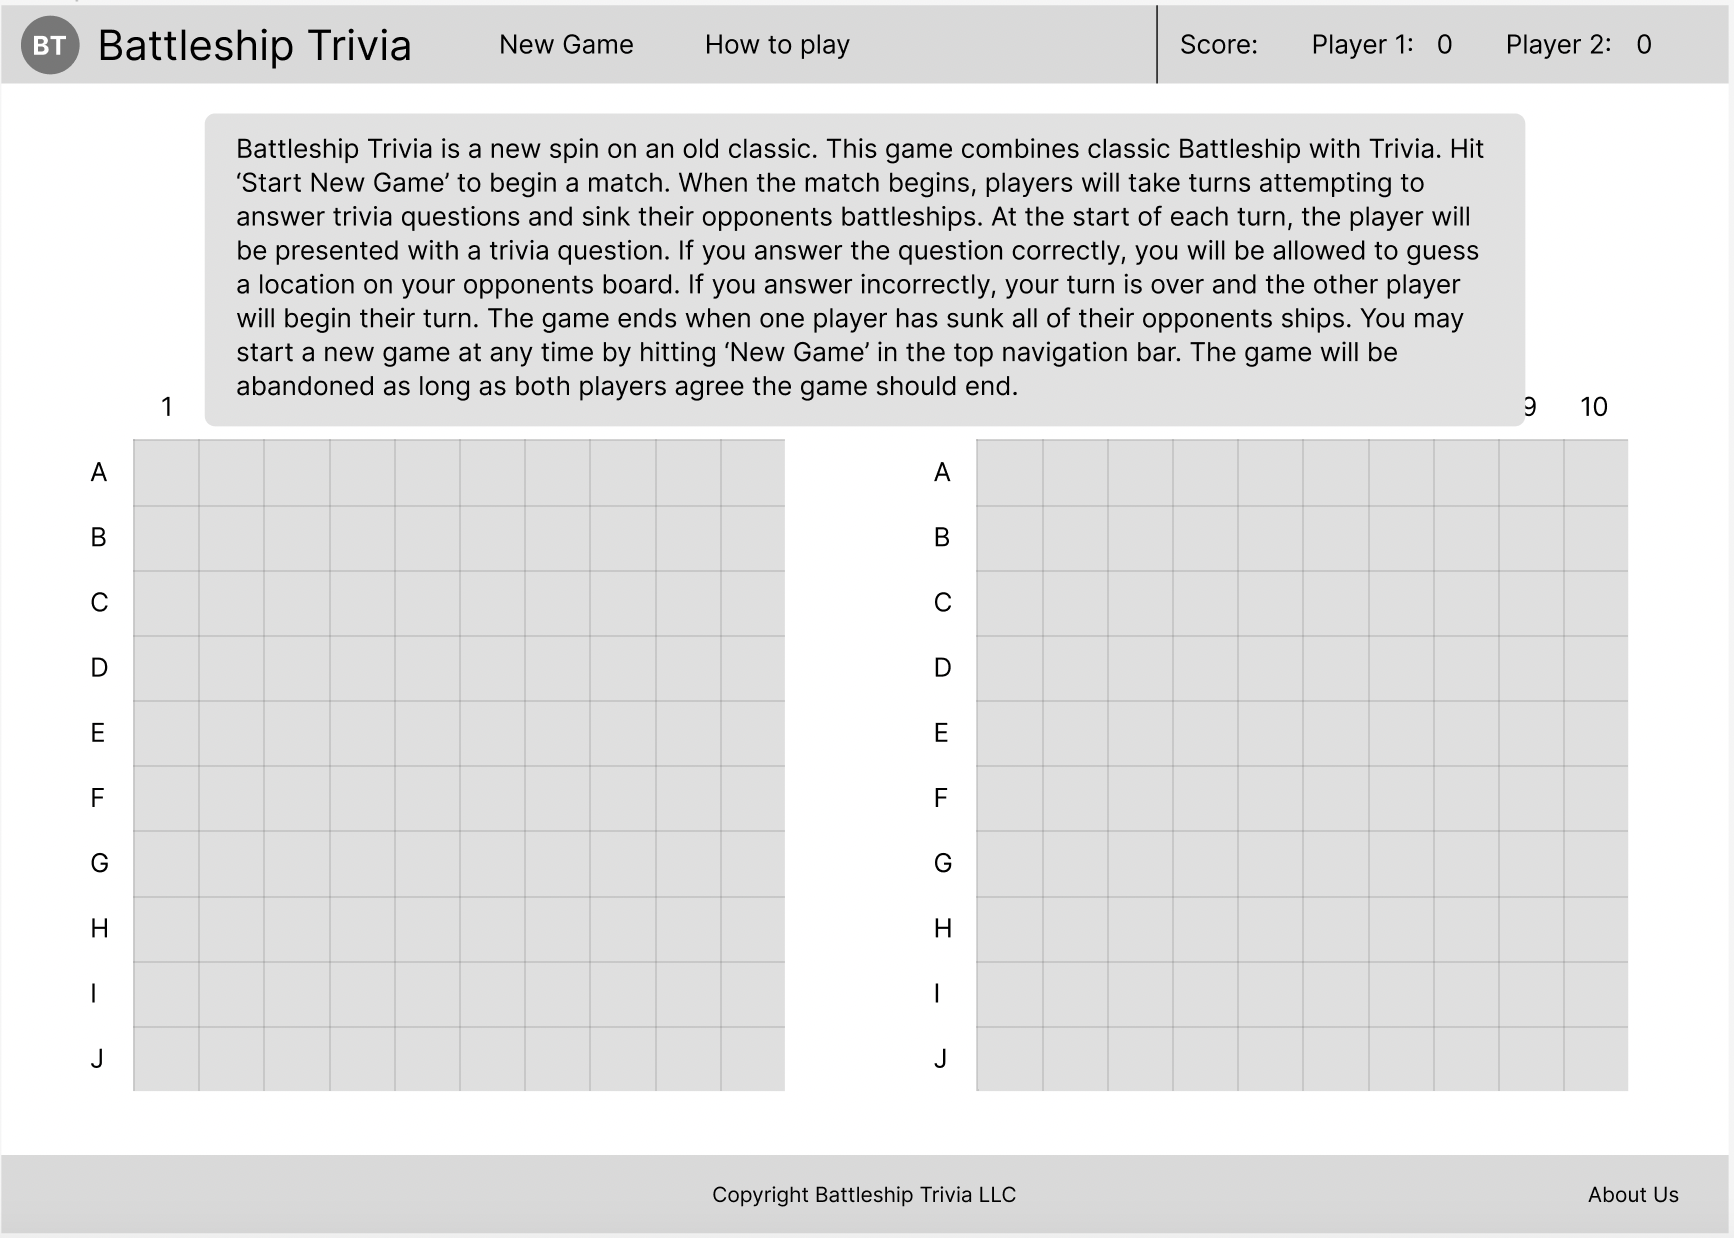 BT Battleship Trivia New Game How to play Score: Player 1: 0 Player 2: 0
Battleship Trivia is a new spin on an old classic. This game combines classic Battleship with Trivia. Hit
‘Start New Game’ to begin a match. When the match begins, players will take turns attempting to
answer trivia questions and sink their opponents battleships. At the start of each turn, the player will
be presented with a trivia question. If you answer the question correctly, you will be allowed to guess
a location on your opponents board. If you answer incorrectly, your turn is over and the other player
will begin their turn. The game ends when one player has sunk all of their opponents ships. You may
start a new game at any time by hitting ‘New Game’ in the top navigation bar. The game will be
abandoned as long as both players agree the game should end.
1 9 10
A A
B B
C C
D D
E E
F F
G G
H H
I I
J J
Copyright Battleship Trivia LLC About Us